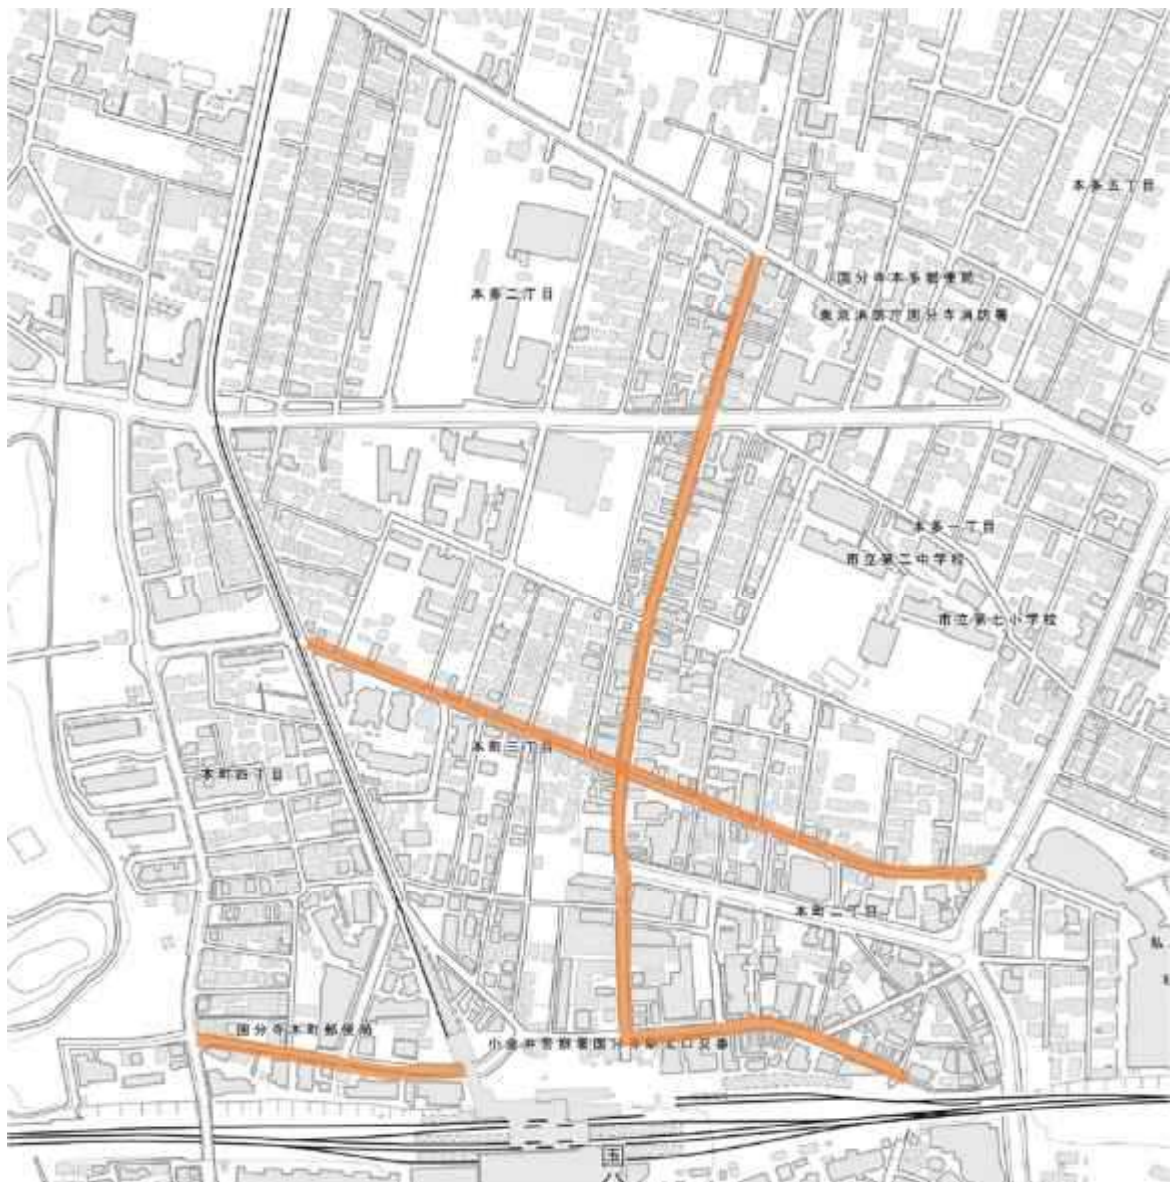 本多五丁目
国分寺本多郵便局
本多二丁目
東京消防庁国分寺消防署
本多一丁目
市立第二中学校
市立第七小学校
本町三丁目
本町四丁目
本町二丁目
私
国分寺本町郵便局
小金井警察署国分寺駅北口交番